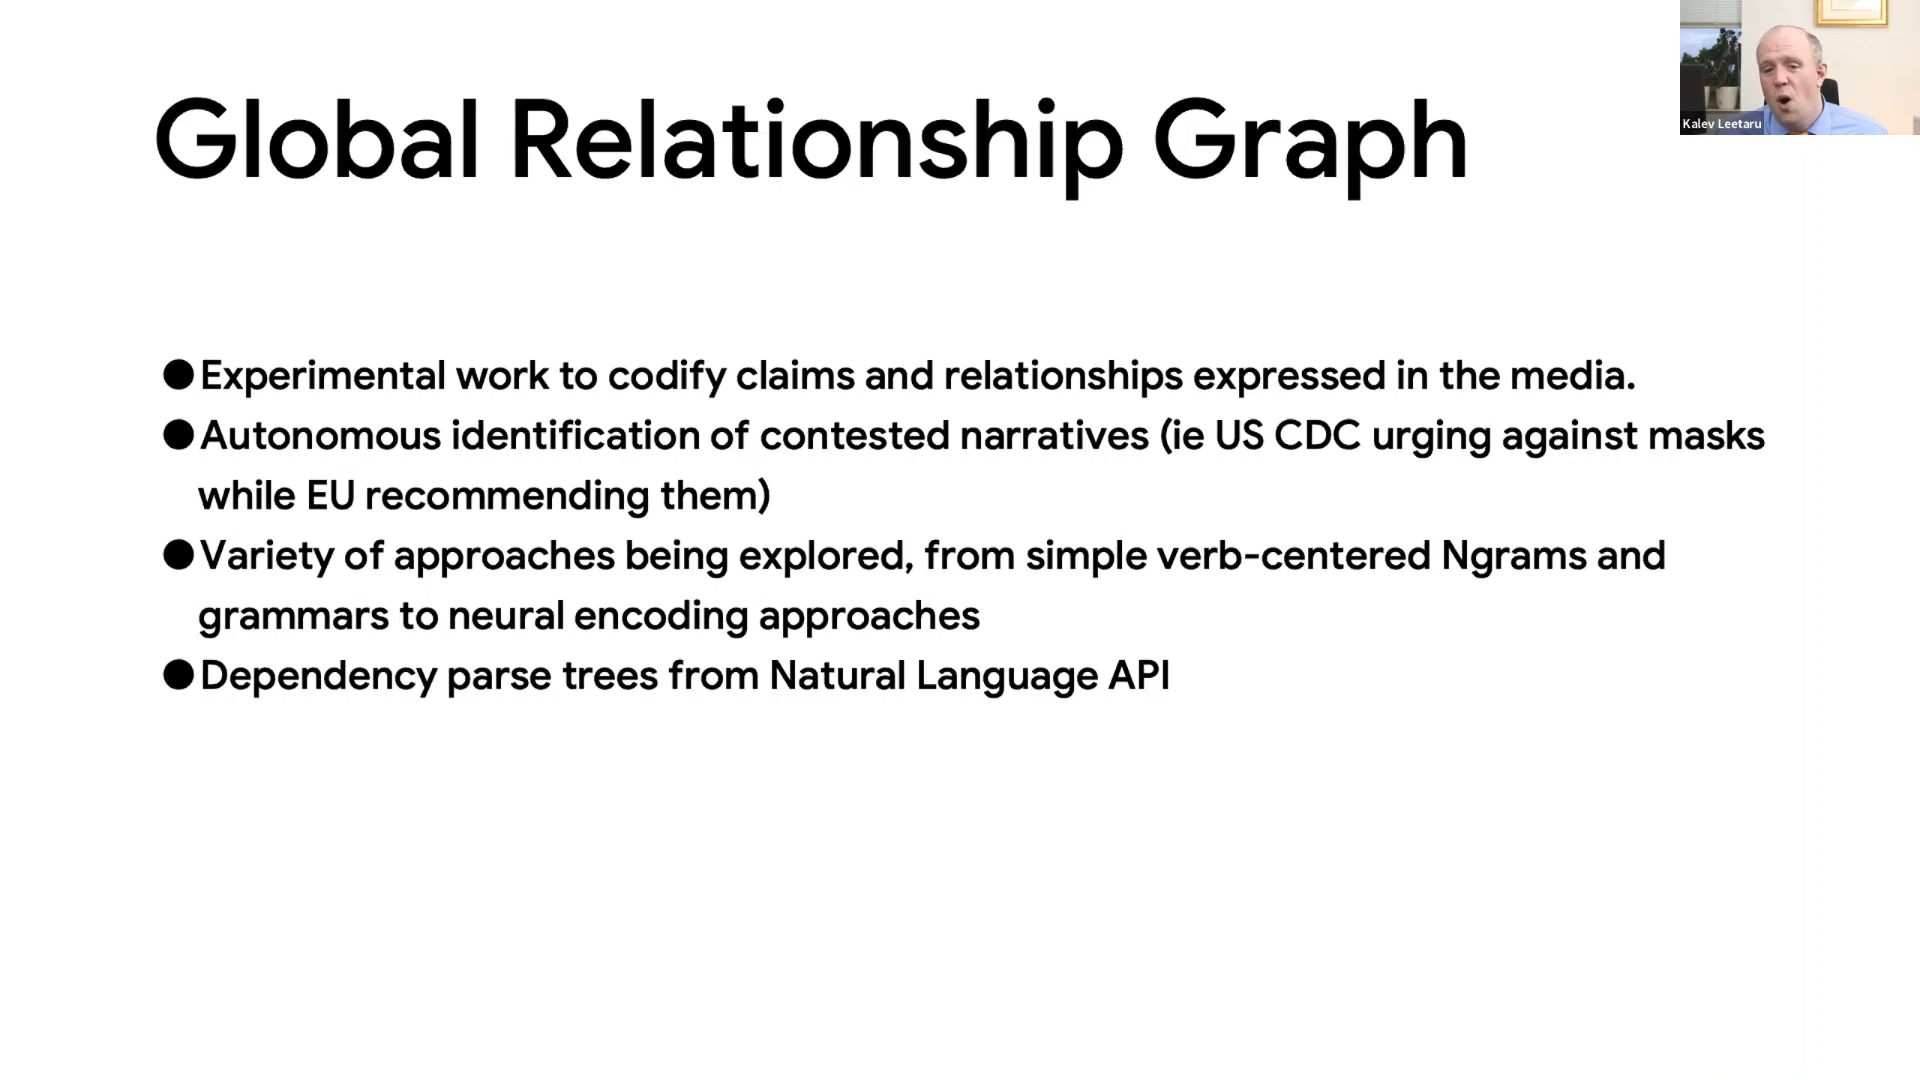 Global Relationship Graph
Kalev Leetaru
●Experimental work to codify claims and relationships expressed in the media.
●Autonomous identification of contested narratives (ie US CDC urging against masks
while EU recommending them)
●Variety of approaches being explored, from simple verb-centered Ngrams and
grammars to neural encoding approaches
●Dependency parse trees from Natural Language API